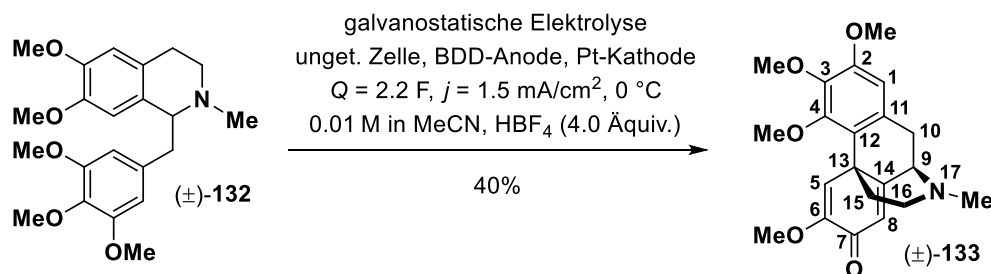 MeO
MeO
N
Me
MeO
MeO
OMe
(±)-132
galvanostatische Elektrolyse
unget. Zelle, BDD-Anode, Pt-Kathode
Q = 2.2 F, j = 1.5 mA/cm², 0 °C
0.01 M in MeCN, HBF₄ (4.0 Äquiv.)
40%
OMe
MeO 3 2 1
MeO 4 11 10
12
13 14 9 17
5 15 16 N Me
6 8
MeO 7
O
(±)-133